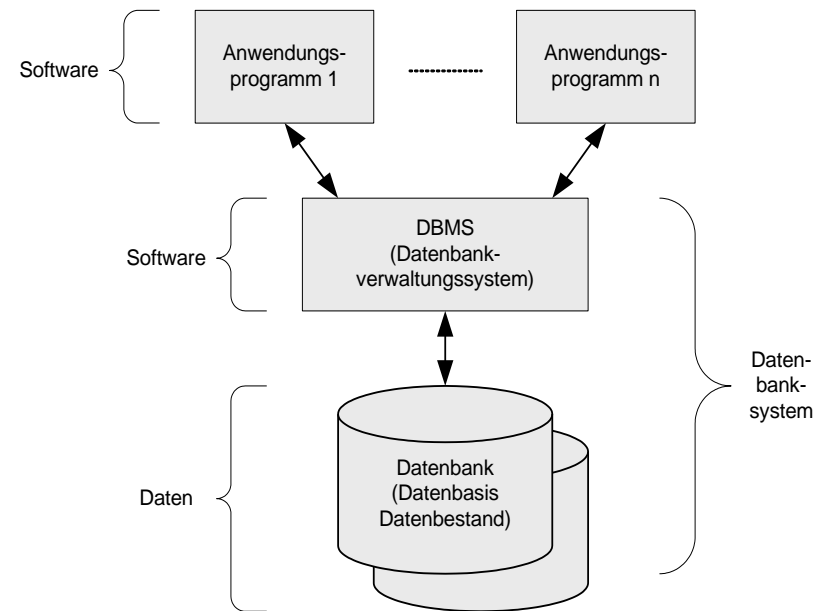 Software
Anwendungs-
programm 1
Anwendungs-
programm n
Software
DBMS
(Datenbank-
verwaltungssystem)
Daten-
bank-
system
Daten
Datenbank
(Datenbasis
Datenbestand)